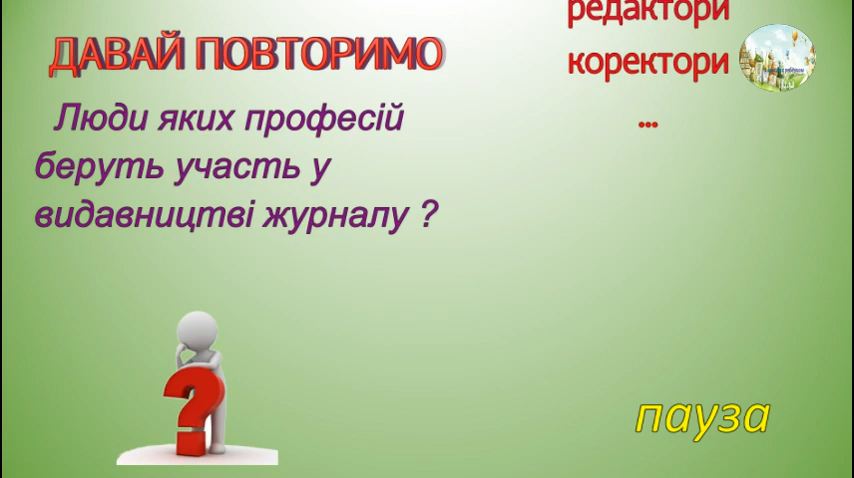 ДАВАЙ ПОВТОРИМО
Люди яких професій
беруть участь у
видавництві журналу ?
редактори
коректори
...
пауза